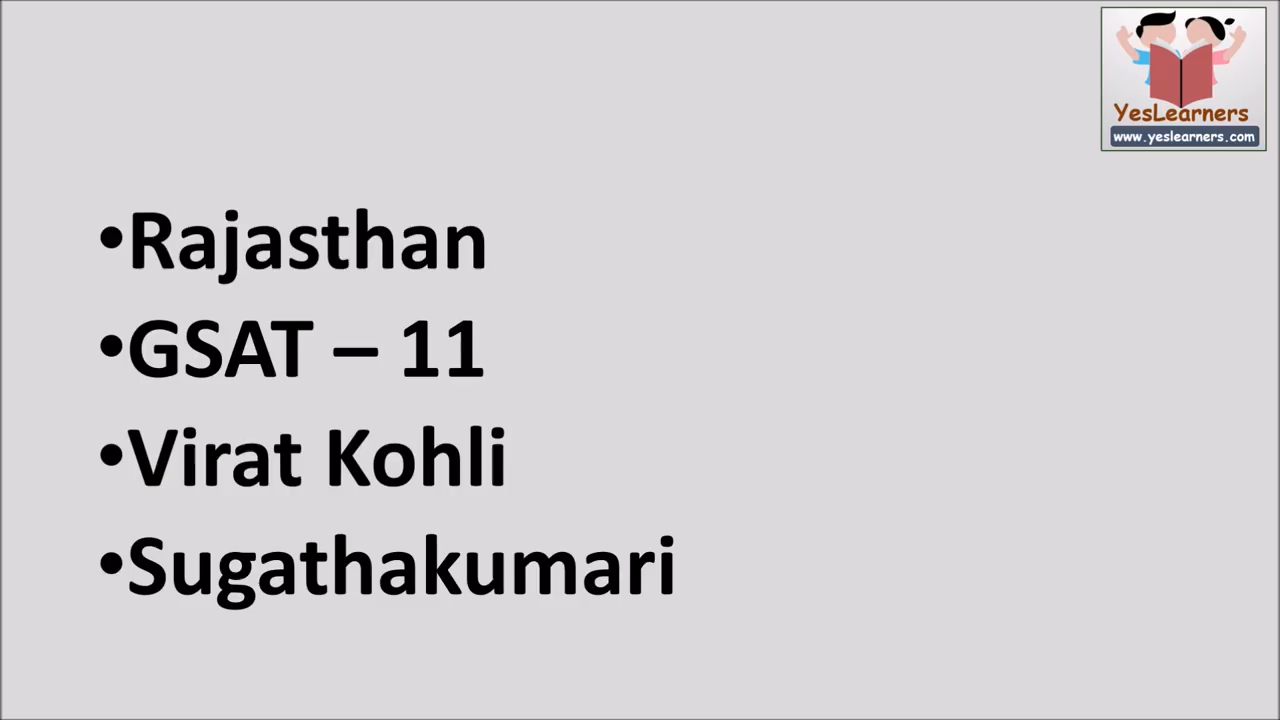 YesLearners
www.yeslearners.com
•Rajasthan
•GSAT – 11
•Virat Kohli
•Sugathakumari